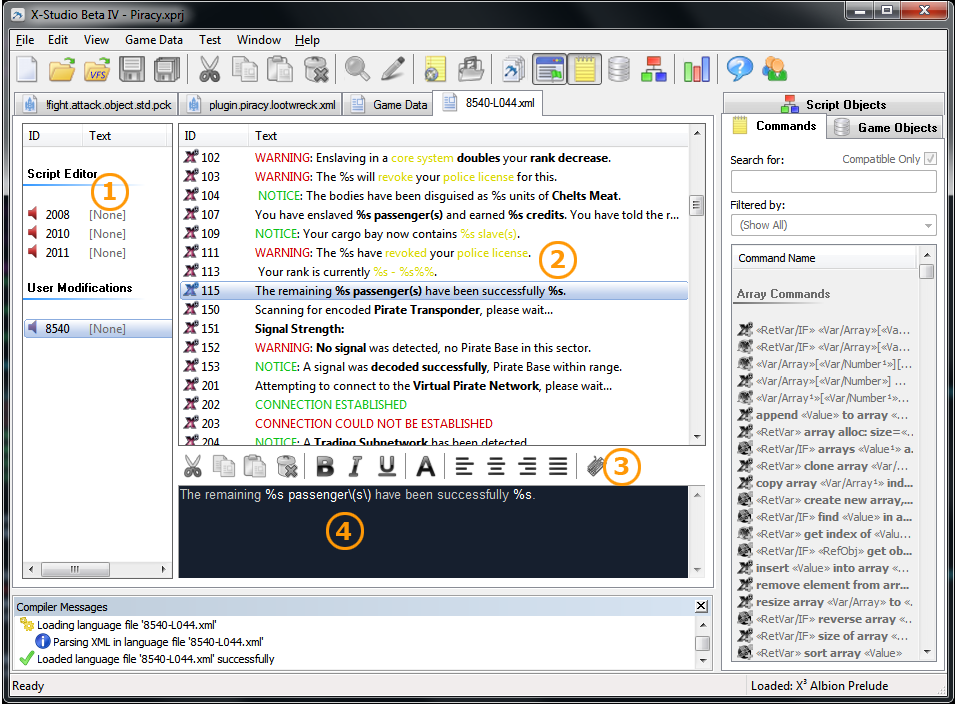 X-Studio Beta IV - Piracy.xprj
File Edit View Game Data Test Window Help
VFS
!fight.attack.object.std.pck plugin.piracy.lootwreck.xml Game Data 8540-L044.xml
ID Text
Script Editor
1
2008 [None]
2010 [None]
2011 [None]
User Modifications
8540 [None]
ID Text
102 WARNING: Enslaving in a core system doubles your rank decrease.
103 WARNING: The %s will revoke your police license for this.
104 NOTICE: The bodies have been disguised as %s units of Chelts Meat.
107 You have enslaved %s passenger(s) and earned %s credits. You have told the r...
109 NOTICE: Your cargo bay now contains %s slave(s).
111 WARNING: The %s have revoked your police license.
2
113 Your rank is currently %s - %s%%.
115 The remaining %s passenger(s) have been successfully %s.
150 Scanning for encoded Pirate Transponder, please wait...
151 Signal Strength:
152 WARNING: No signal was detected, no Pirate Base in this sector.
153 NOTICE: A signal was decoded successfully, Pirate Base within range.
201 Attempting to connect to the Virtual Pirate Network, please wait...
202 CONNECTION ESTABLISHED
203 CONNECTION COULD NOT BE ESTABLISHED
204 NOTICE: A Trading Subnetwork has been detected
B I U A 3
The remaining %s passenger\(s\) have been successfully %s.
4
Script Objects
Commands Game Objects
Search for: Compatible Only
Filtered by:
(Show All)
Command Name
Array Commands
<RetVar/IF> «Var/Array»[«Va...
«RetVar/IF» «Var/Array»[«Va...
«Var/Array»[«Var/Number¹»][...
«Var/Array»[«Var/Number»] ...
«Var/Array¹»[«Var/Number¹»...
append «Value» to array «...
«RetVar» array alloc: size=«..
«RetVar/IF» arrays «Value¹» a.
«RetVar» clone array «Var/...
copy array «Var/Array¹» ind...
«RetVar» create new array,...
«RetVar/IF» find «Value» in a...
«RetVar» get index of «Valu...
«RetVar/IF» «RefObj» get ob...
insert «Value» into array «...
remove element from arr...
resize array «Var/Array» to «.
«RetVar/IF» reverse array «..
«RetVar/IF» size of array «...
«RetVar» sort array «Value»
Compiler Messages
Loading language file '8540-L044.xml'
Parsing XML in language file '8540-L044.xml'
Loaded language file '8540-L044.xml' successfully
Ready Loaded: X³ Albion Prelude